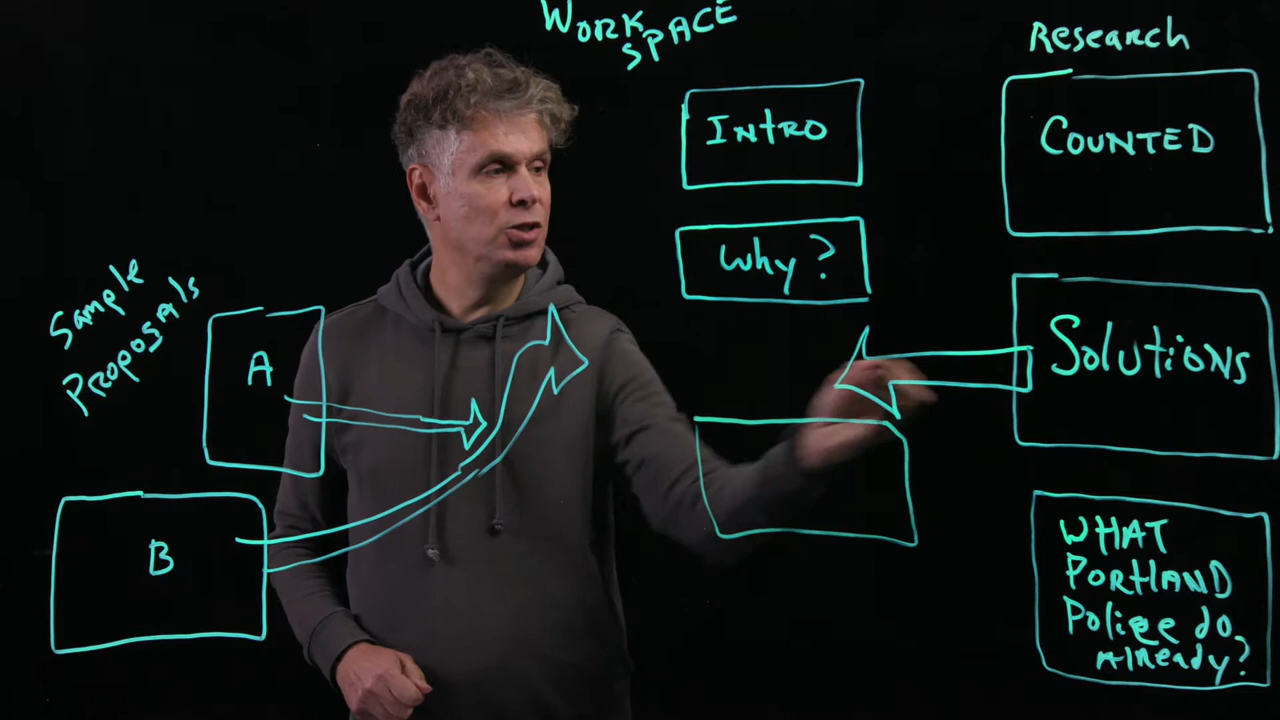 WORK
SPACE
Research
INTRO
COUNTED
Why?
Sample
PROPOSAls
A
SolUTIONS
B
WHAT
PORTLAND
Police do
AlReady?